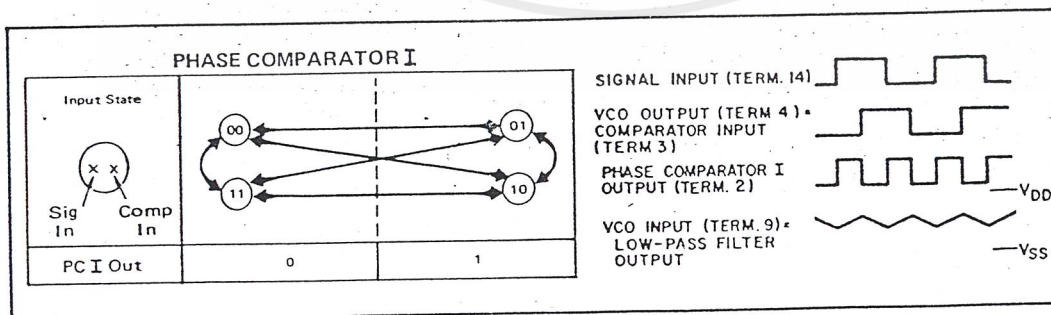 PHASE COMPARATOR I
Input State
00
01
x x
11
10
Sig Comp
In In
PC I Out
0
1
SIGNAL INPUT (TERM. 14)
VCO OUTPUT (TERM 4) =
COMPARATOR INPUT
(TERM 3)
PHASE COMPARATOR I
OUTPUT (TERM. 2)
VDD
VCO INPUT (TERM. 9) =
LOW-PASS FILTER
OUTPUT
VSS